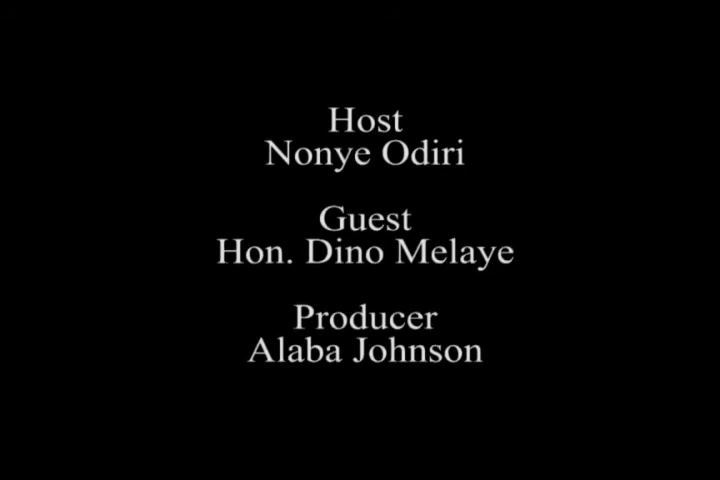 Host
Nonye Odiri
Guest
Hon. Dino Melaye
Producer
Alaba Johnson